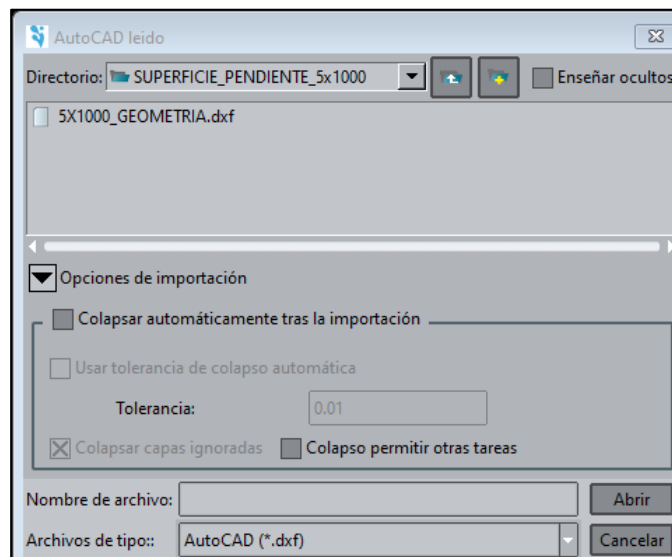 AutoCAD leido
Directorio: SUPERFICIE_PENDIENTE_5x1000 Enseñar ocultos
5X1000_GEOMETRIA.dxf
Opciones de importación
Colapsar automáticamente tras la importación
Usar tolerancia de colapso automática
Tolerancia: 0.01
Colapsar capas ignoradas Colapso permitir otras tareas
Nombre de archivo: Abrir
Archivos de tipo:: AutoCAD (*.dxf) Cancelar